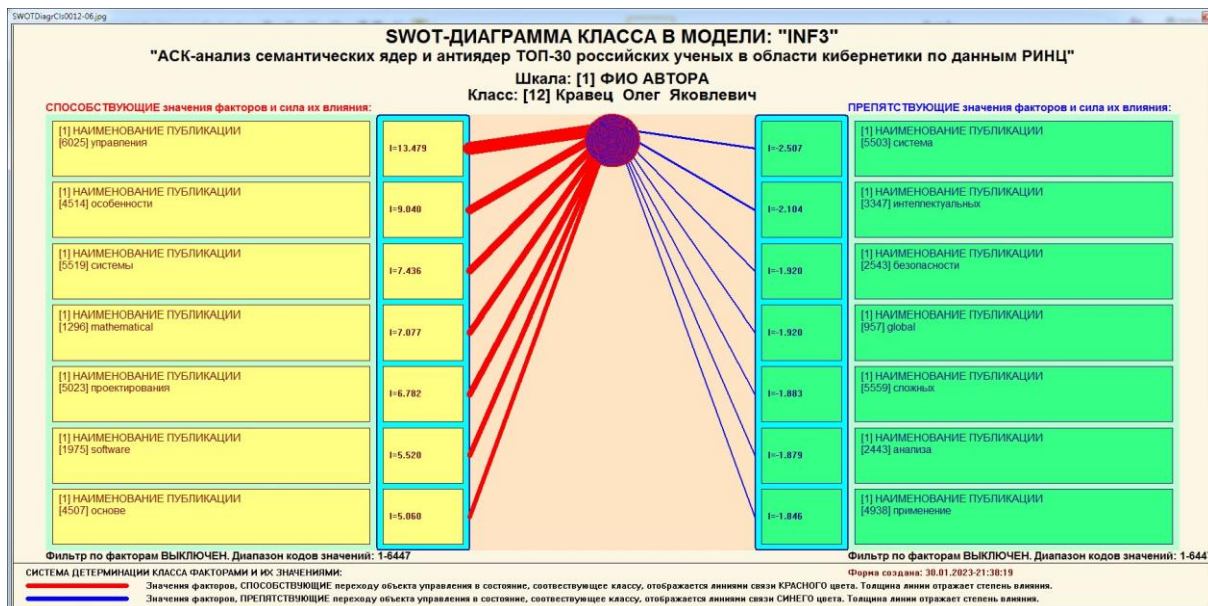 SWOTDiagrCls0012-06.jpg
SWOT-ДИАГРАММА КЛАССА В МОДЕЛИ: "INF3"
"АСК-анализ семантических ядер и антиядер ТОП-30 российских ученых в области кибернетики по данным РИНЦ"
Шкала: [1] ФИО АВТОРА
Класс: [12] Кравец Олег Яковлевич
СПОСОБСТВУЮЩИЕ значения факторов и сила их влияния:
[1] НАИМЕНОВАНИЕ ПУБЛИКАЦИИ
[6025] управления
I=13.479
[1] НАИМЕНОВАНИЕ ПУБЛИКАЦИИ
[4514] особенности
I=9.040
[1] НАИМЕНОВАНИЕ ПУБЛИКАЦИИ
[5519] системы
I=7.436
[1] НАИМЕНОВАНИЕ ПУБЛИКАЦИИ
[1296] mathematical
I=7.077
[1] НАИМЕНОВАНИЕ ПУБЛИКАЦИИ
[5023] проектирования
I=6.782
[1] НАИМЕНОВАНИЕ ПУБЛИКАЦИИ
[1975] software
I=5.520
[1] НАИМЕНОВАНИЕ ПУБЛИКАЦИИ
[4507] основе
I=5.060
Фильтр по факторам ВЫКЛЮЧЕН. Диапазон кодов значений: 1-6447
ПРЕПЯТСТВУЮЩИЕ значения факторов и сила их влияния:
I=-2.507
[1] НАИМЕНОВАНИЕ ПУБЛИКАЦИИ
[5503] система
I=-2.104
[1] НАИМЕНОВАНИЕ ПУБЛИКАЦИИ
[3347] интеллектуальных
I=-1.920
[1] НАИМЕНОВАНИЕ ПУБЛИКАЦИИ
[2543] безопасности
I=-1.920
[1] НАИМЕНОВАНИЕ ПУБЛИКАЦИИ
[957] global
I=-1.883
[1] НАИМЕНОВАНИЕ ПУБЛИКАЦИИ
[5559] сложных
I=-1.879
[1] НАИМЕНОВАНИЕ ПУБЛИКАЦИИ
[2443] анализа
I=-1.846
[1] НАИМЕНОВАНИЕ ПУБЛИКАЦИИ
[4938] применение
Фильтр по факторам ВЫКЛЮЧЕН. Диапазон кодов значений: 1-6447
СИСТЕМА ДЕТЕРМИНАЦИИ КЛАССА ФАКТОРАМИ И ИХ ЗНАЧЕНИЯМИ:
Форма создана: 30.01.2023-21:38:19
Значения факторов, СПОСОБСТВУЮЩИЕ переходу объекта управления в состояние, соответствующее классу, отображается линиями связи КРАСНОГО цвета. Толщина линии отражает степень влияния.
Значения факторов, ПРЕПЯТСТВУЮЩИЕ переходу объекта управления в состояние, соответствующее классу, отображается линиями связи СИНЕГО цвета. Толщина линии отражает степень влияния.